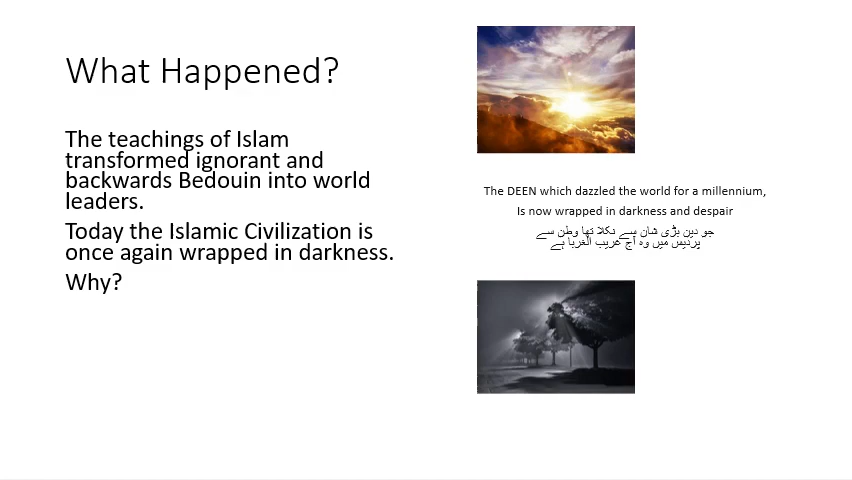 What Happened?
The teachings of Islam
transformed ignorant and
backwards Bedouin into world
leaders.
Today the Islamic Civilization is
once again wrapped in darkness.
Why?
The DEEN which dazzled the world for a millennium,
Is now wrapped in darkness and despair
جو دین بڑی شان سے نکلا تھا وطن سے
پردیس میں وہ آج غریب الغربا ہے